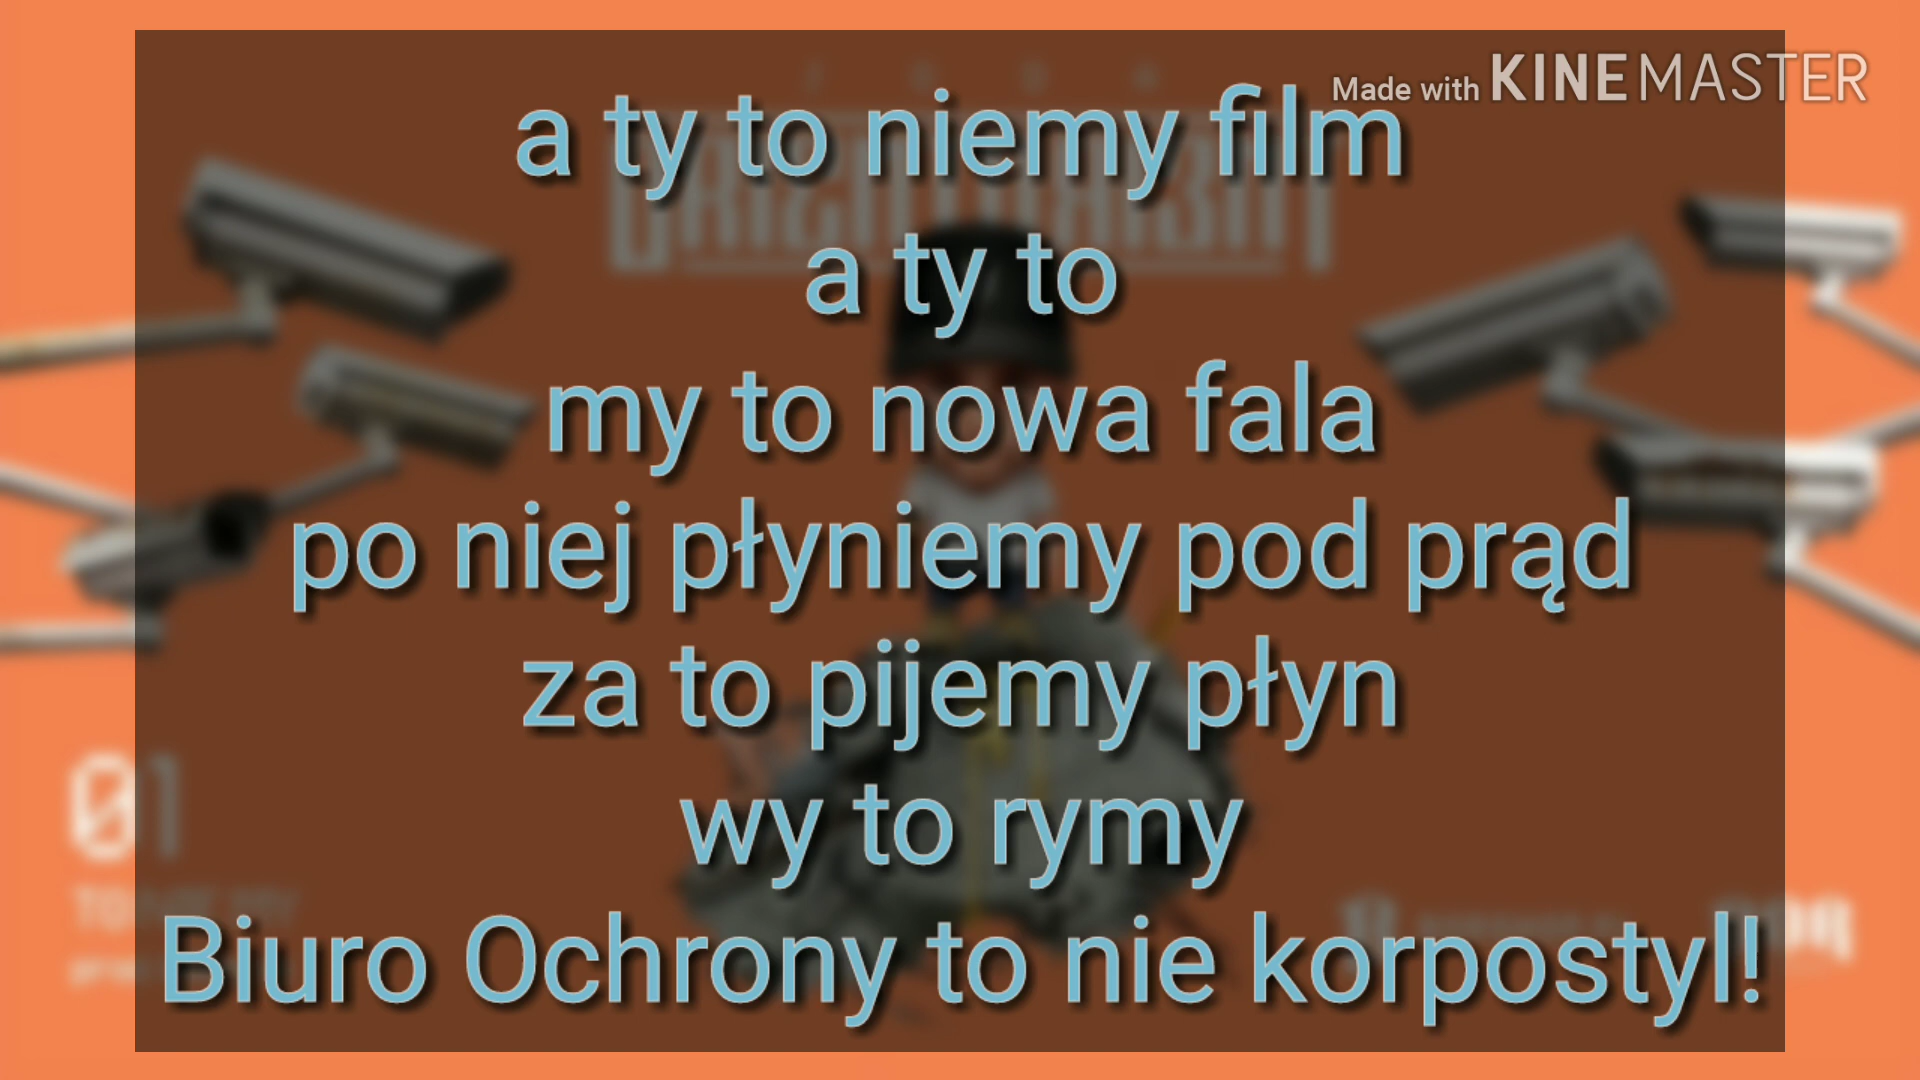 Made with KINEMASTER
a ty to niemy film
a ty to
my to nowa fala
po niej płyniemy pod prąd
za to pijemy płyn
wy to rymy
Biuro Ochrony to nie korpostyl!
01